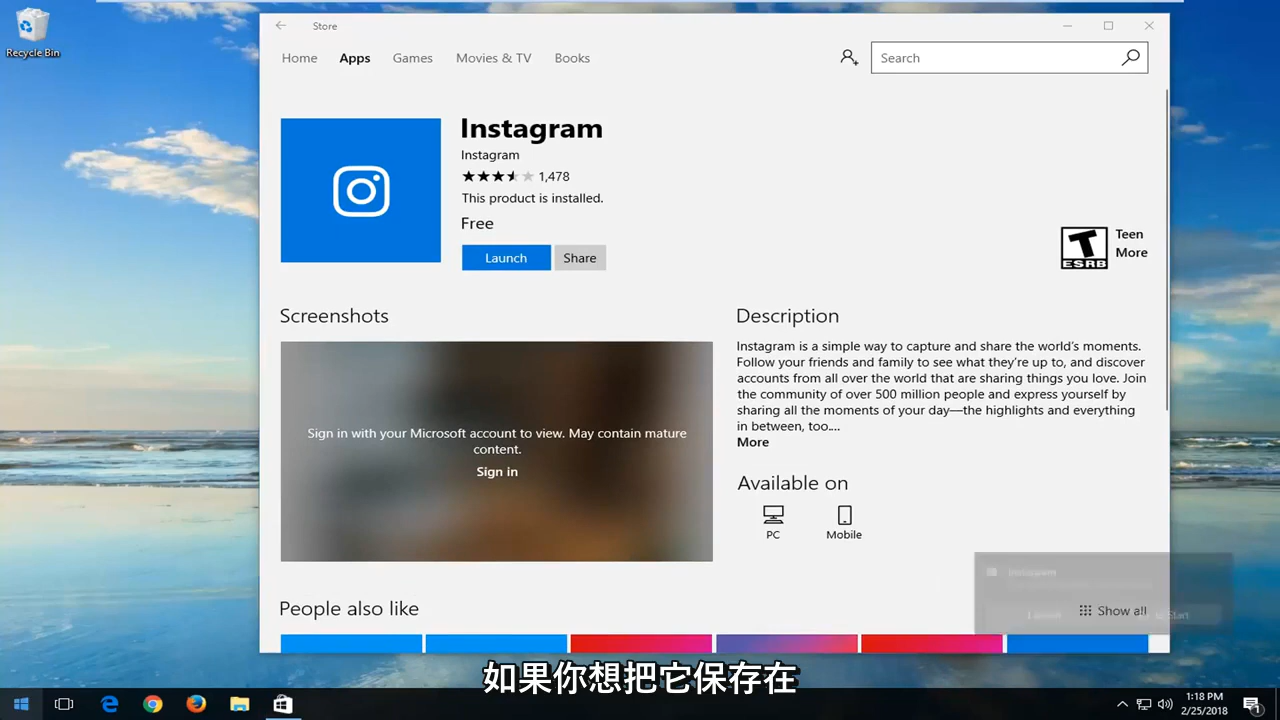 Recycle Bin
Store
Home Apps Games Movies & TV Books
Search
Instagram
Instagram
1,478
This product is installed.
Free
Launch Share
T
ESRB
Teen
More
Screenshots
Sign in with your Microsoft account to view. May contain mature
content.
Sign in
Description
Instagram is a simple way to capture and share the world's moments.
Follow your friends and family to see what they're up to, and discover
accounts from all over the world that are sharing things you love. Join
the community of over 500 million people and express yourself by
sharing all the moments of your day—the highlights and everything
in between, too....
More
Available on
PC Mobile
Instagram
Launch
Show all
People also like
如果你想把它保存在
1:18 PM
2/25/2018
1